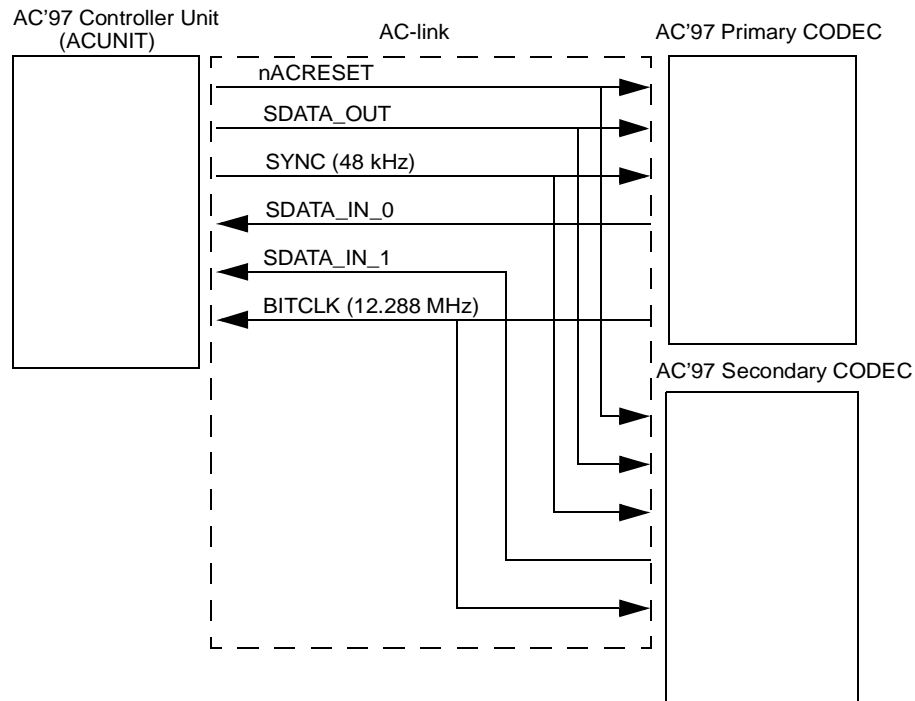 AC'97 Controller Unit
(ACUNIT)
AC-link
AC'97 Primary CODEC
nACRESET
SDATA_OUT
SYNC (48 kHz)
SDATA_IN_0
SDATA_IN_1
BITCLK (12.288 MHz)
AC'97 Secondary CODEC